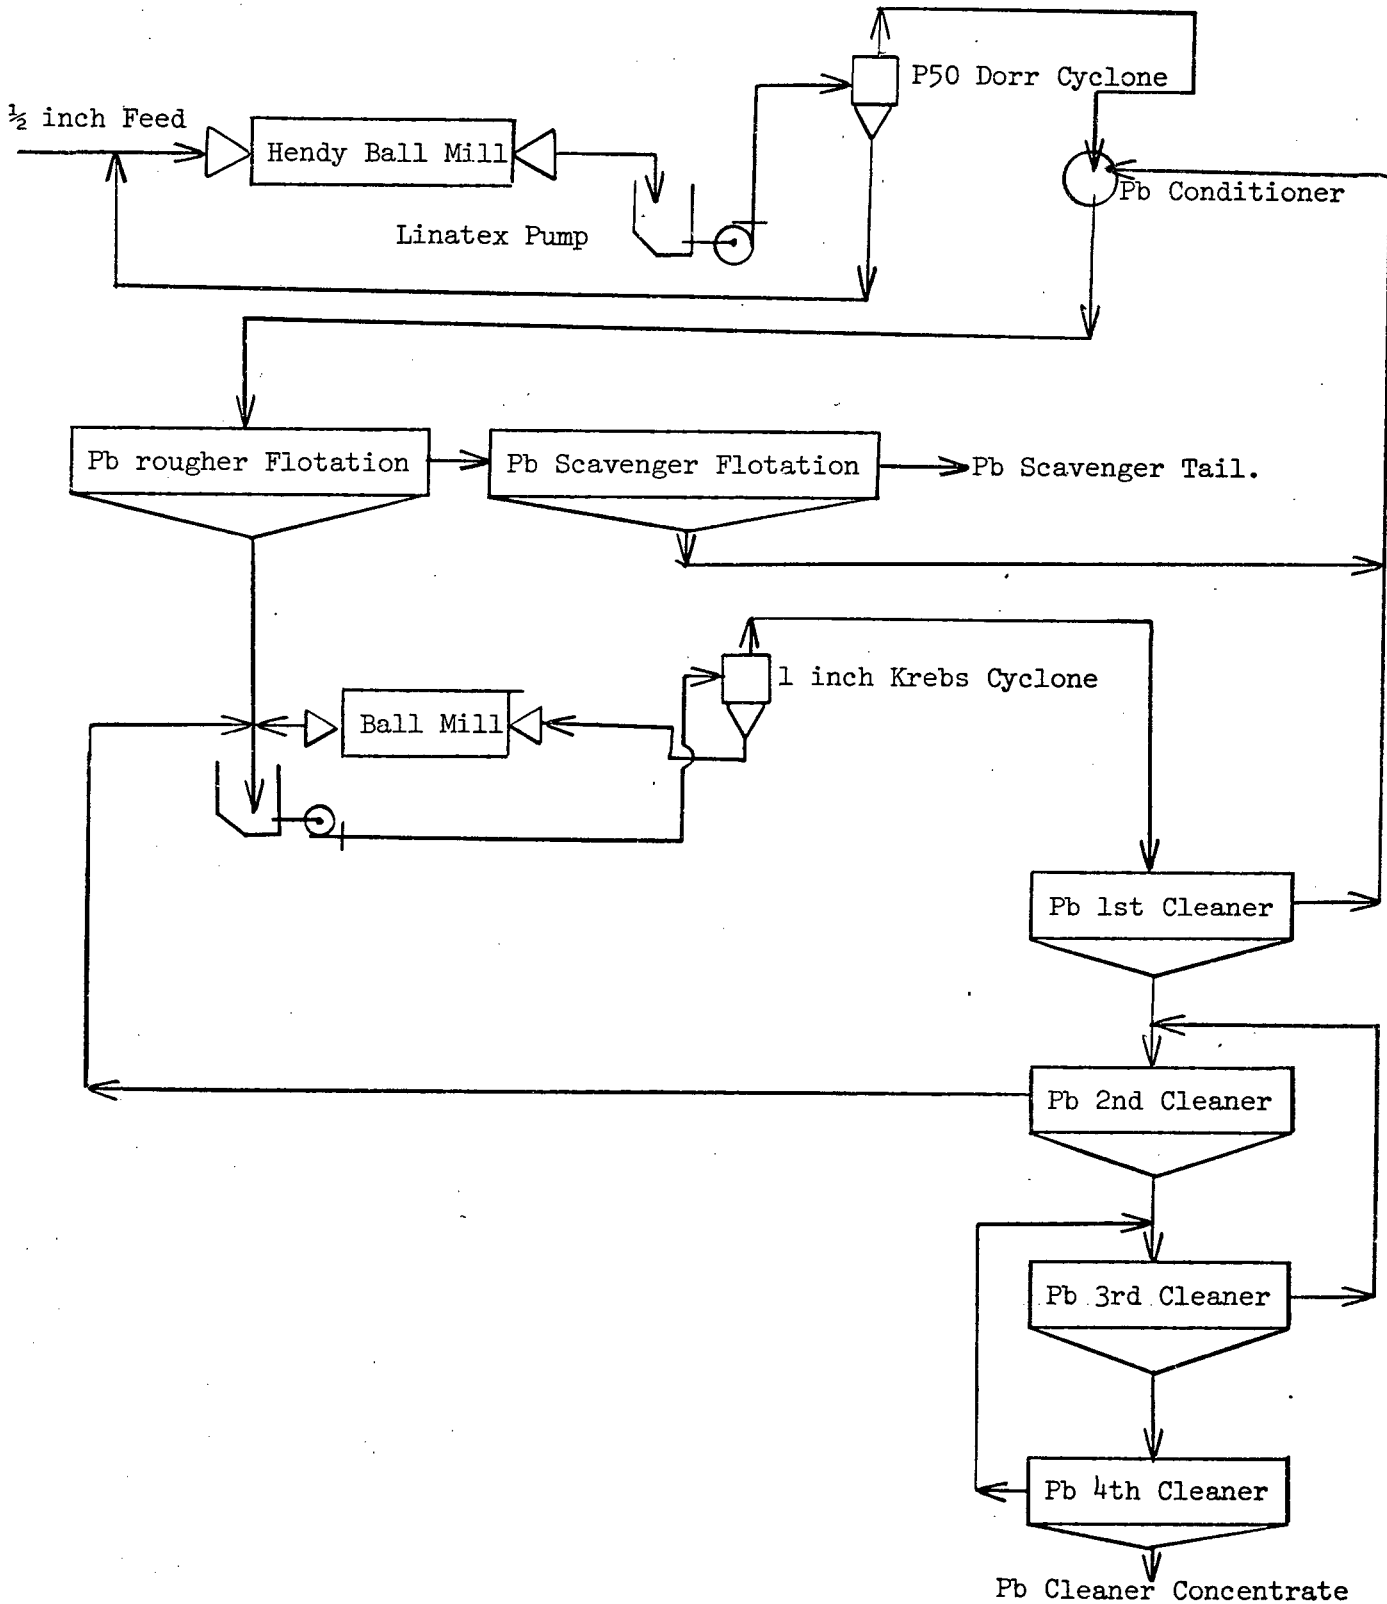 P50 Dorr Cyclone
½ inch Feed
Hendy Ball Mill
Pb Conditioner
Linatex Pump
Pb rougher Flotation
Pb Scavenger Flotation
Pb Scavenger Tail.
1 inch Krebs Cyclone
Ball Mill
Pb 1st Cleaner
Pb 2nd Cleaner
Pb 3rd Cleaner
Pb 4th Cleaner
Pb Cleaner Concentrate